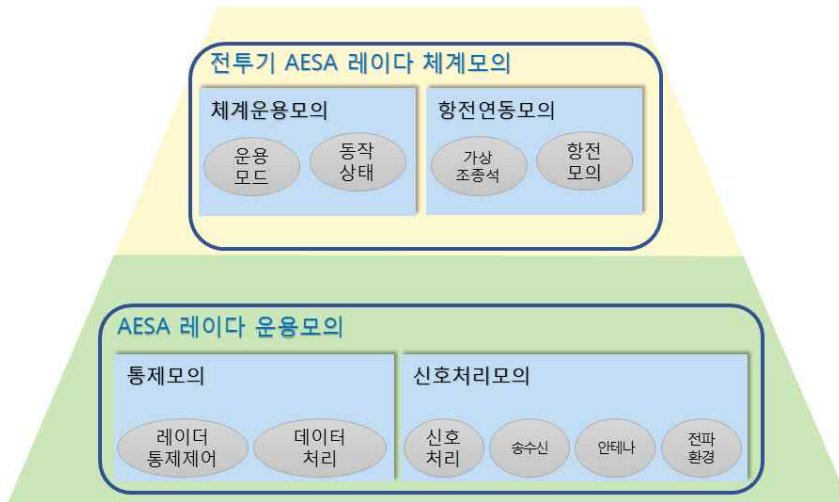 전투기 AESA 레이다 체계모의
체계운용모의
운용
모드
동작
상태
항전연동모의
가상
조종석
항전
모의
AESA 레이다 운용모의
통제모의
레이더
통제제어
데이터
처리
신호처리모의
신호
처리
송수신
안테나
전파
환경